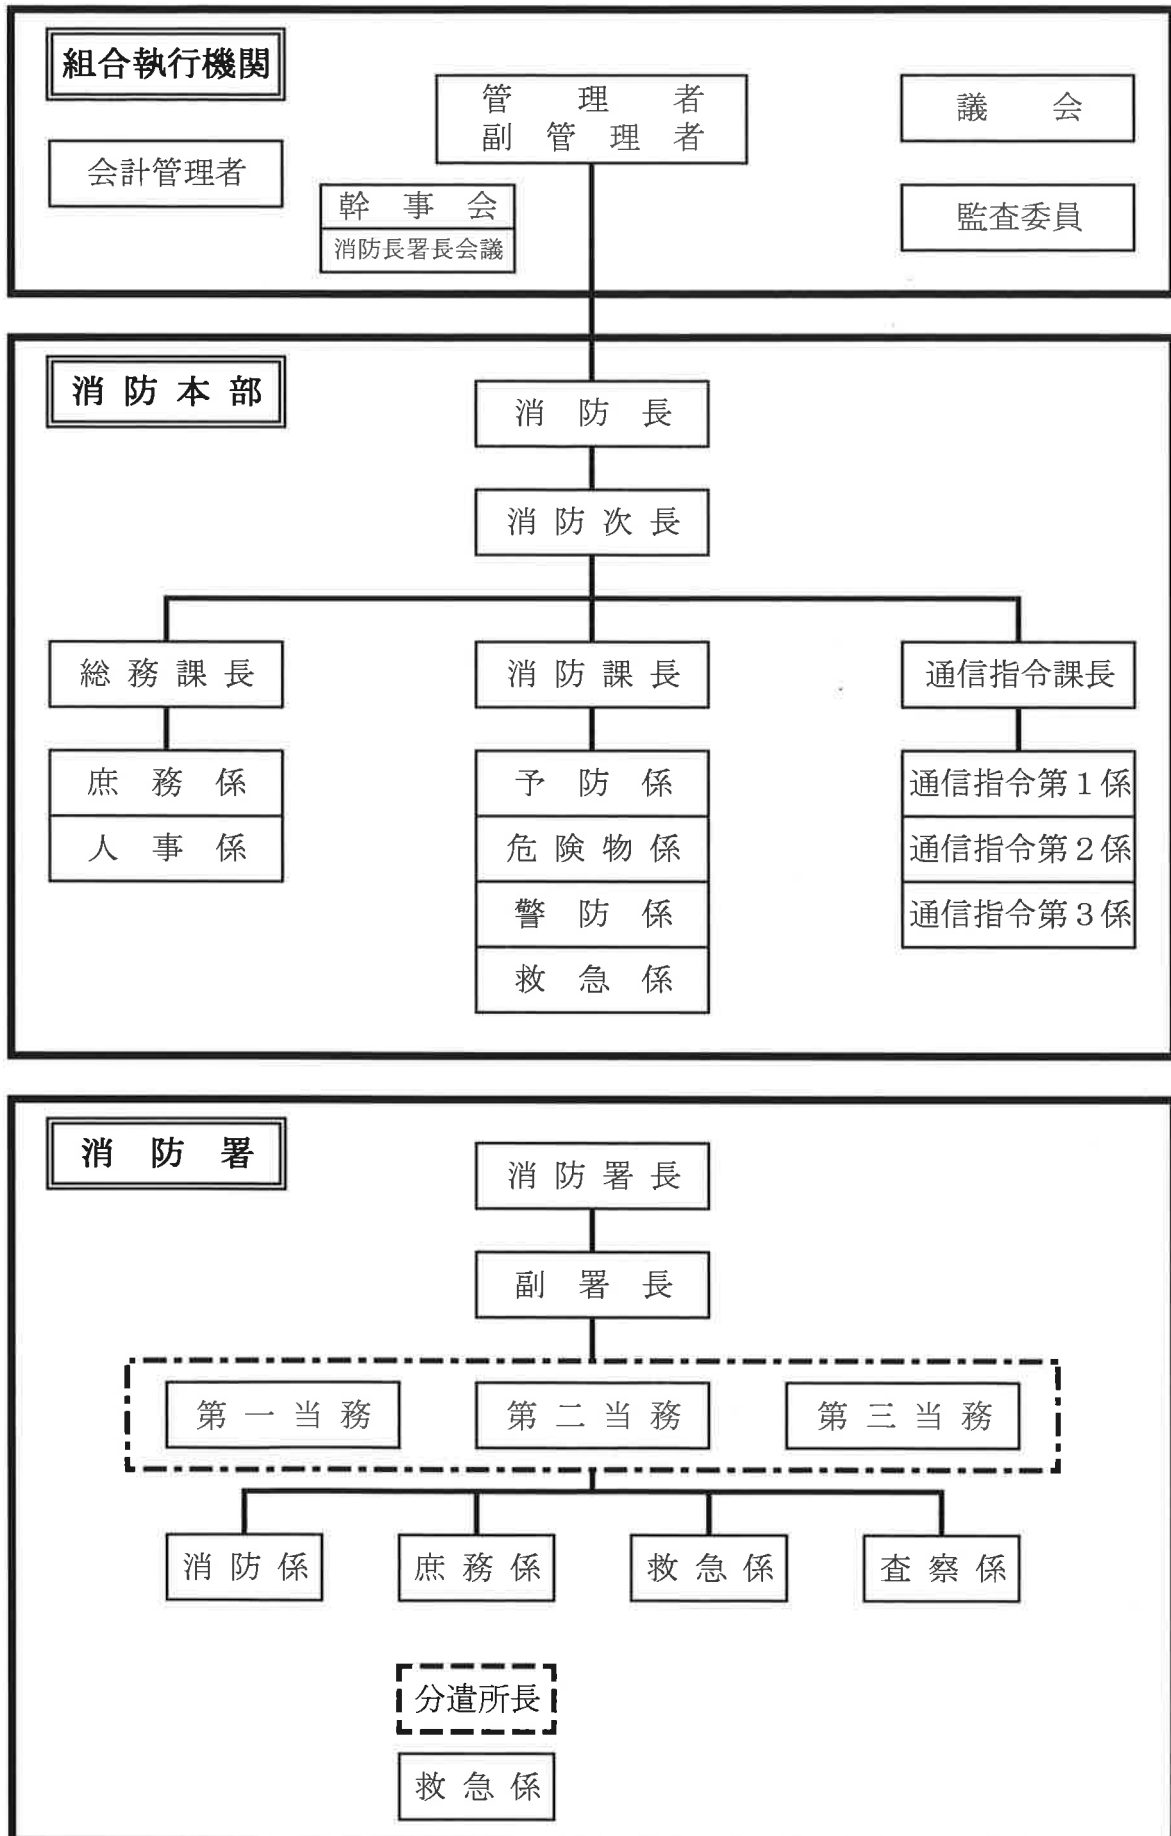 組合執行機関
管理者
副管理者
議会
会計管理者
幹事会
消防長署長会議
監査委員
消防本部
消防長
消防次長
総務課長
消防課長
通信指令課長
庶務係
人事係
予防係
危険物係
警防係
救急係
通信指令第1係
通信指令第2係
通信指令第3係
消防署
消防署長
副署長
第一当務
第二当務
第三当務
消防係
庶務係
救急係
査察係
分遣所長
救急係